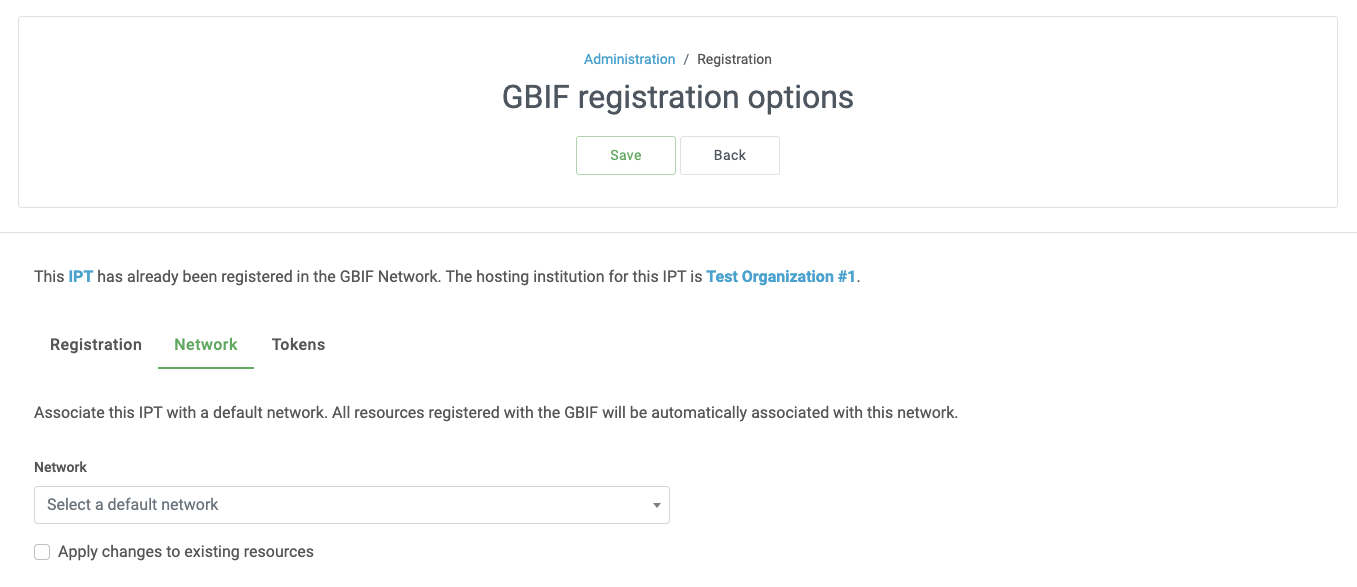 Administration / Registration
GBIF registration options
Save Back
This IPT has already been registered in the GBIF Network. The hosting institution for this IPT is Test Organization #1.
Registration Network Tokens
Associate this IPT with a default network. All resources registered with the GBIF will be automatically associated with this network.
Network
Select a default network
Apply changes to existing resources